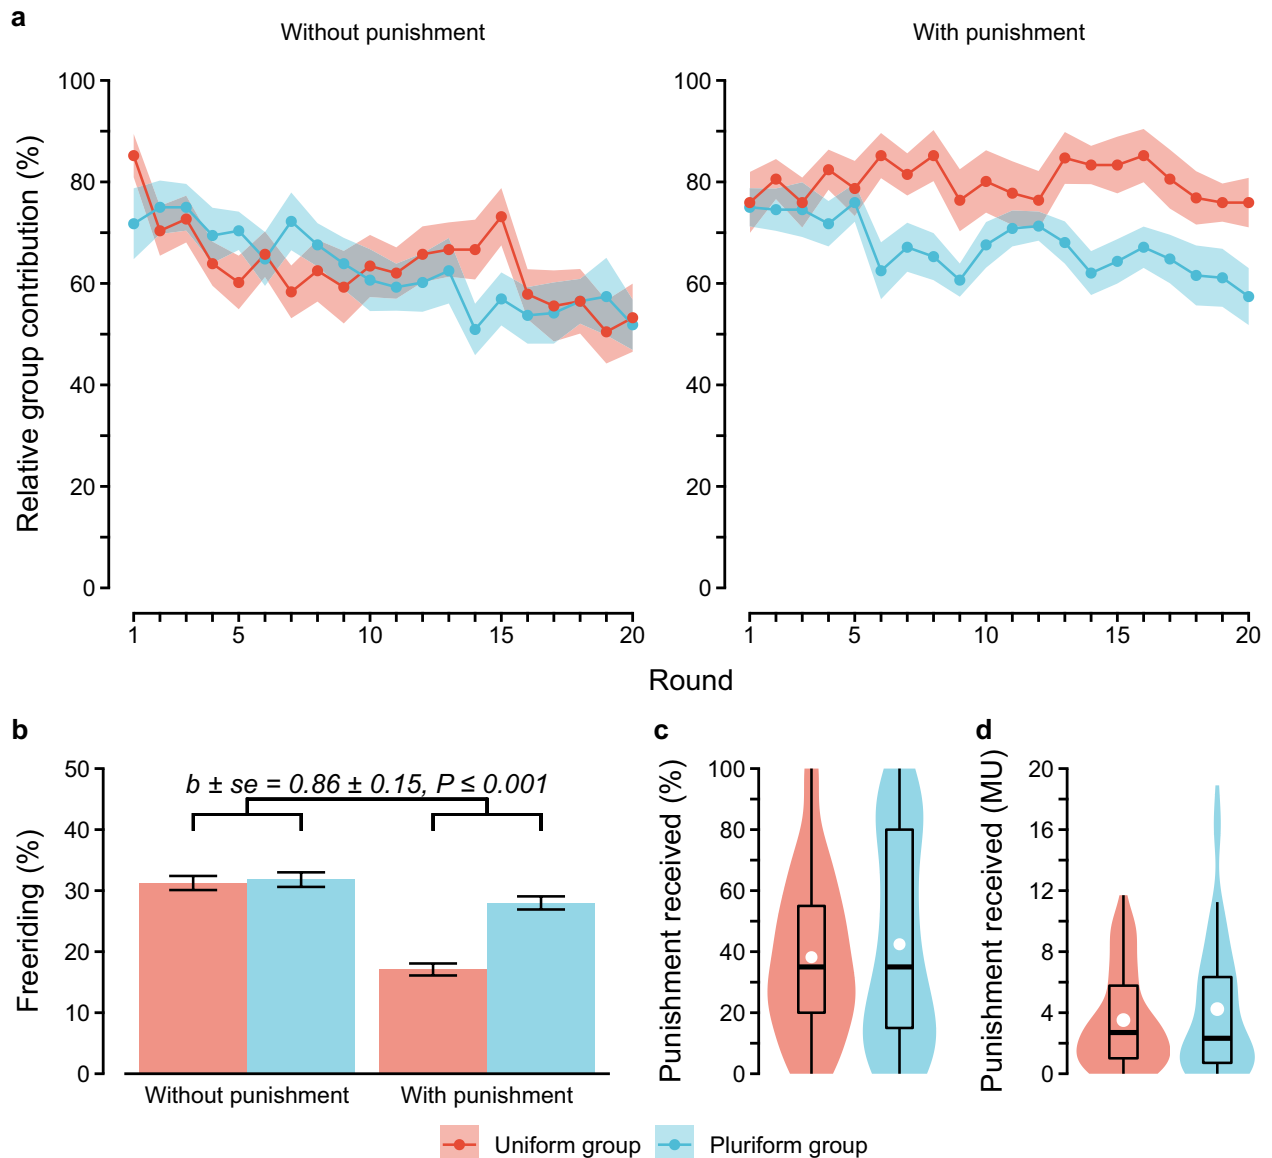 a
Without punishment
With punishment
Relative group contribution (%)
100
80
60
40
20
0
1
5
10
15
20
100
80
60
40
20
0
1
5
10
15
20
Round
b
Freeriding (%)
50
40
30
20
10
0
b ± se = 0.86 ± 0.15, P ≤ 0.001
Without punishment
With punishment
c
Punishment received (%)
100
80
60
40
20
0
d
Punishment received (MU)
20
16
12
8
4
0
Uniform group
Pluriform group